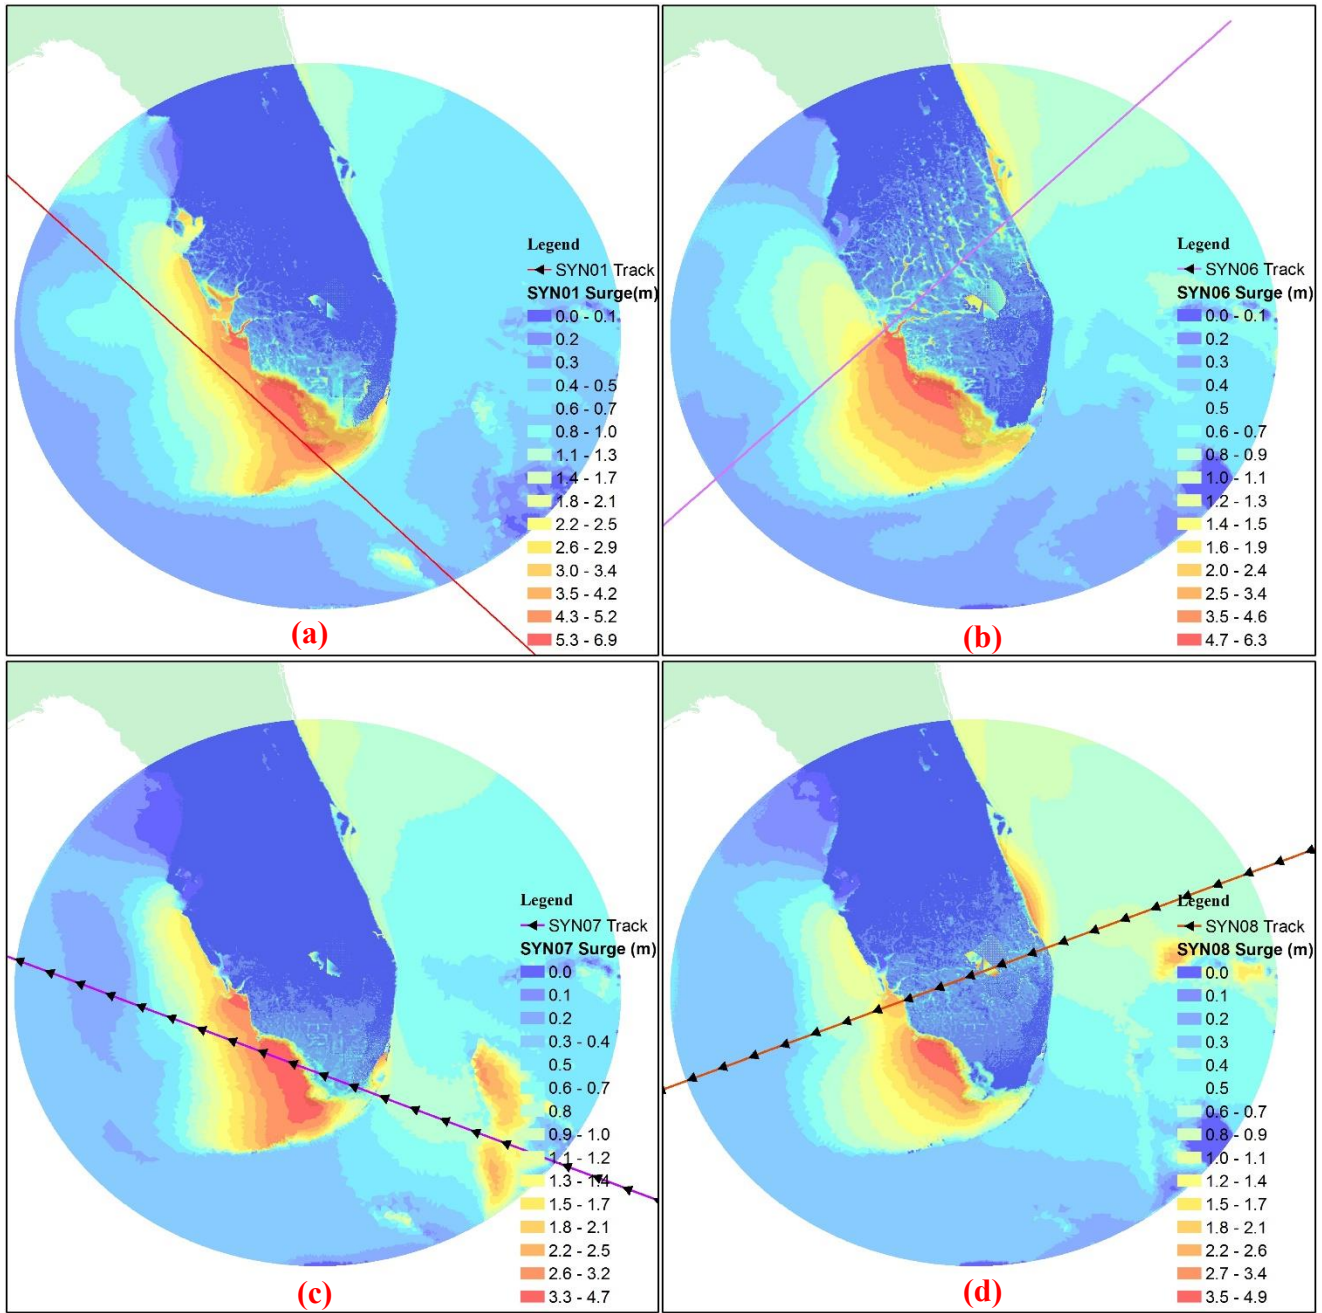 Legend
SYN01 Track
SYN01 Surge(m)
0.0 - 0.1
0.2
0.3
0.4 - 0.5
0.6 - 0.7
0.8 - 1.0
1.1 - 1.3
1.4 - 1.7
1.8 - 2.1
2.2 - 2.5
2.6 - 2.9
3.0 - 3.4
3.5 - 4.2
4.3 - 5.2
5.3 - 6.9
(a)
Legend
SYN06 Track
SYN06 Surge (m)
0.0 - 0.1
0.2
0.3
0.4
0.5
0.6 - 0.7
0.8 - 0.9
1.0 - 1.1
1.2 - 1.3
1.4 - 1.5
1.6 - 1.9
2.0 - 2.4
2.5 - 3.4
3.5 - 4.6
4.7 - 6.3
(b)
Legend
SYN07 Track
SYN07 Surge (m)
0.0
0.1
0.2
0.3 - 0.4
0.5
0.6 - 0.7
0.8
0.9 - 1.0
1.1 - 1.2
1.3 - 1.4
1.5 - 1.7
1.8 - 2.1
2.2 - 2.5
2.6 - 3.2
3.3 - 4.7
(c)
Legend
SYN08 Track
SYN08 Surge (m)
0.0
0.1
0.2
0.3
0.4
0.5
0.6 - 0.7
0.8 - 0.9
1.0 - 1.1
1.2 - 1.4
1.5 - 1.7
1.8 - 2.1
2.2 - 2.6
2.7 - 3.4
3.5 - 4.9
(d)